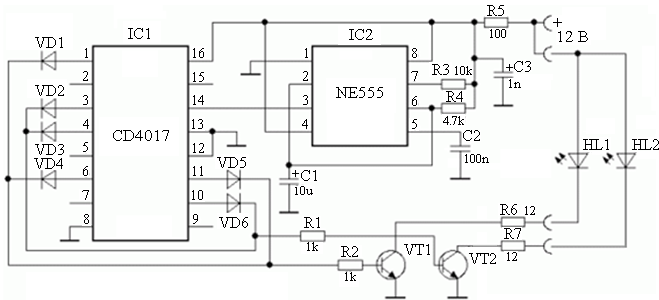 IC1
IC2
R5
100
+
12 В
VD1
1
16
2
15
VD2
3
14
4
13
VD3
VD4
5
12
6
11
VD5
7
10
VD6
8
9
CD4017
1
8
2
7
3
6
4
5
NE555
R3 10k
R4
4.7k
+C3
1n
C2
100n
+C1
10u
HL1
HL2
R1
1k
R2
1k
VT1
VT2
R6 12
R7
12